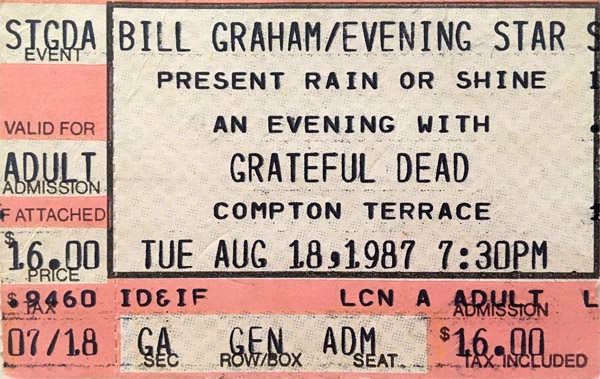 STGDA BILL GRAHAM/EVENING STAR
EVENT
PRESENT RAIN OR SHINE
VALID FOR AN EVENING WITH
ADULT GRATEFUL DEAD
ADMISSION
F ATTACHED COMPTON TERRACE
$16.00 TUE AUG 18,1987 7:30PM
PRICE
$.9460 ID&IF LCN A ADULT L
TAX ADMISSION
07/18 GA GEN ADM $16.00
SEC ROW/BOX SEAT TAX INCLUDED